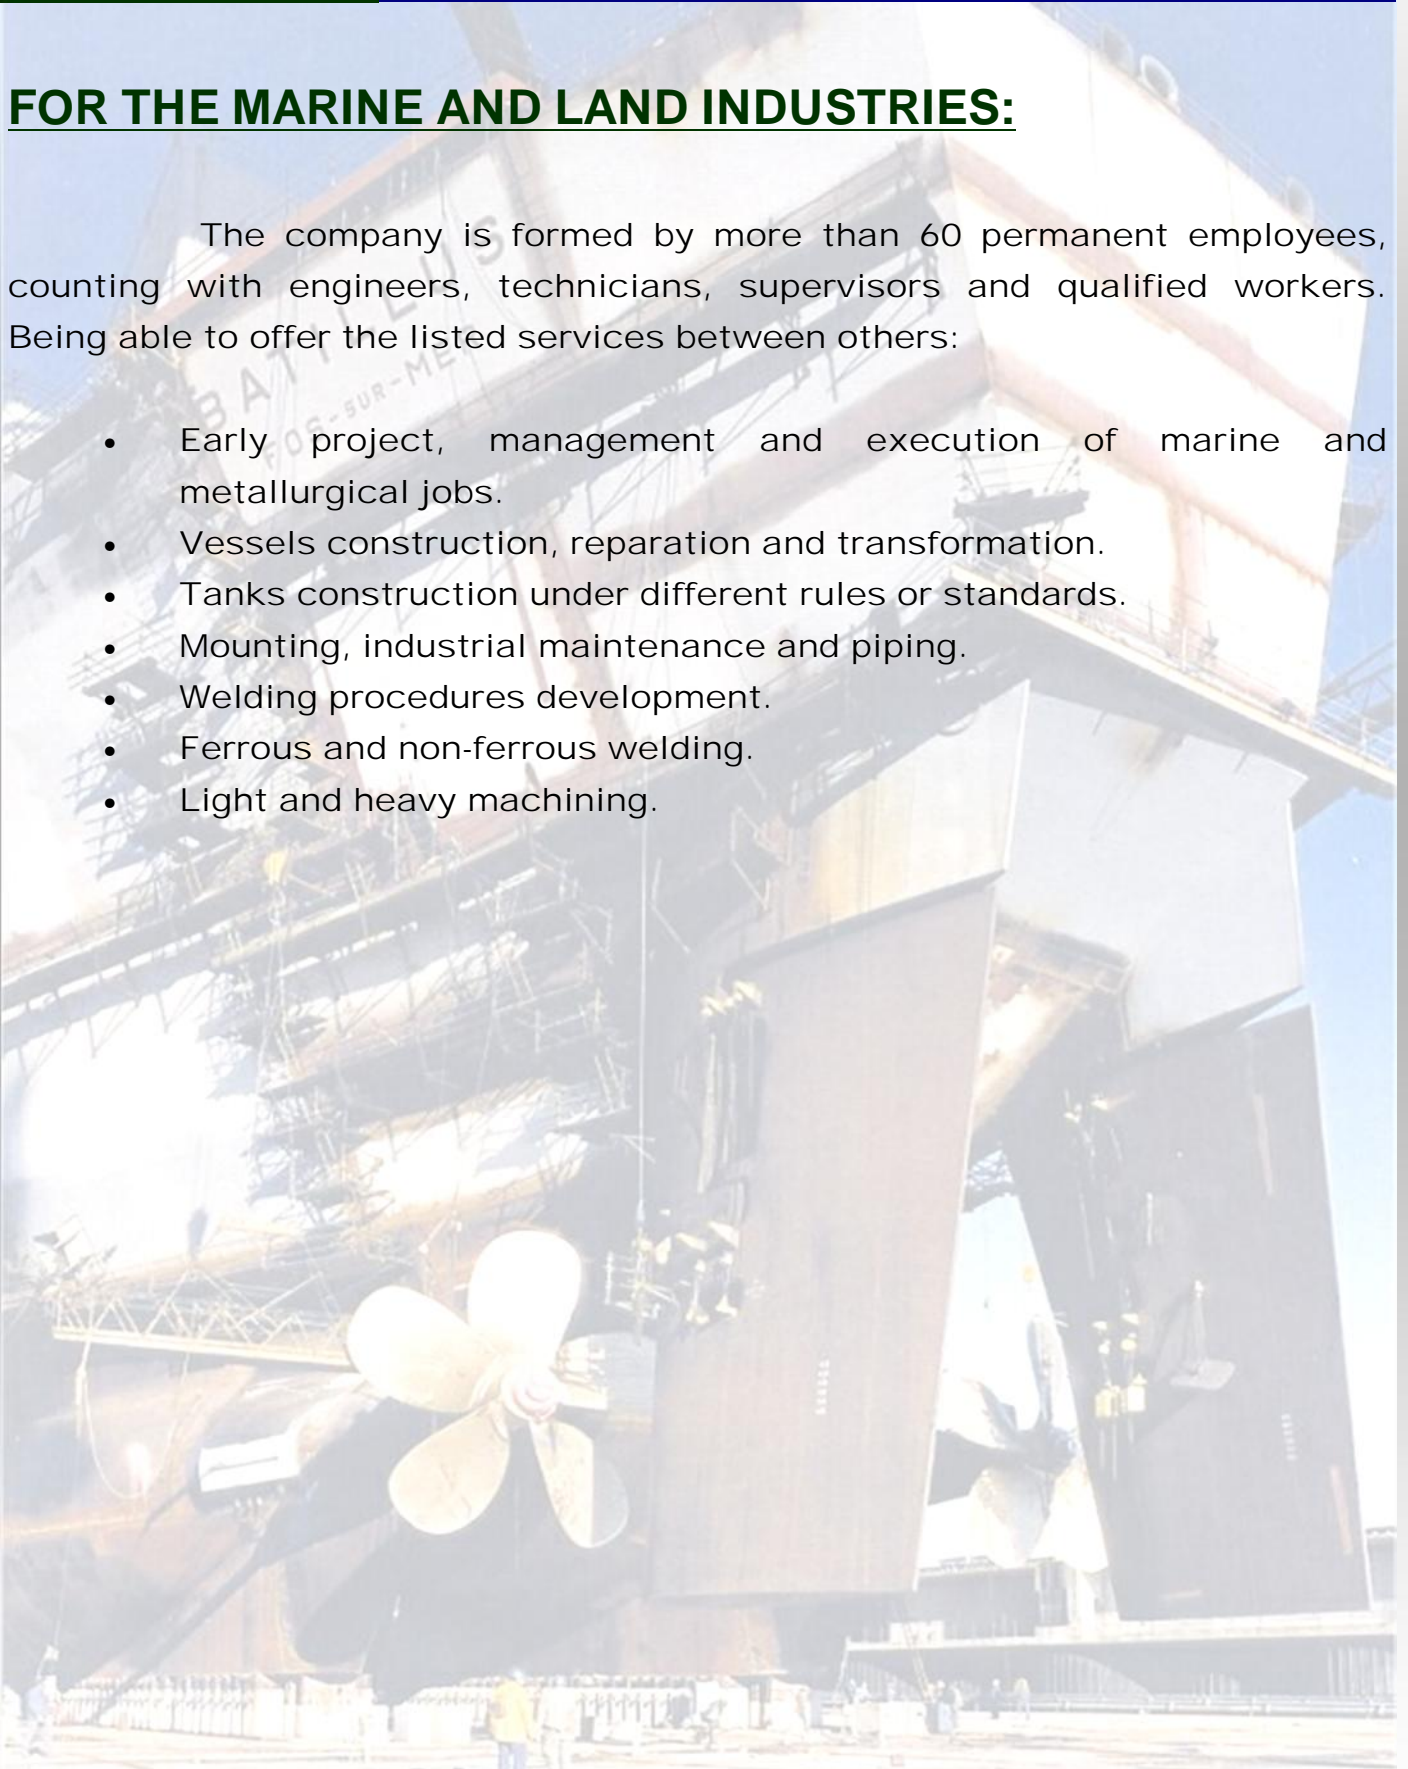 FOR THE MARINE AND LAND INDUSTRIES:
The company is formed by more than 60 permanent employees,
counting with engineers, technicians, supervisors and qualified workers.
Being able to offer the listed services between others:
• Early project, management and execution of marine and
metallurgical jobs.
• Vessels construction, reparation and transformation.
• Tanks construction under different rules or standards.
• Mounting, industrial maintenance and piping.
• Welding procedures development.
• Ferrous and non-ferrous welding.
• Light and heavy machining.
BATILLUS